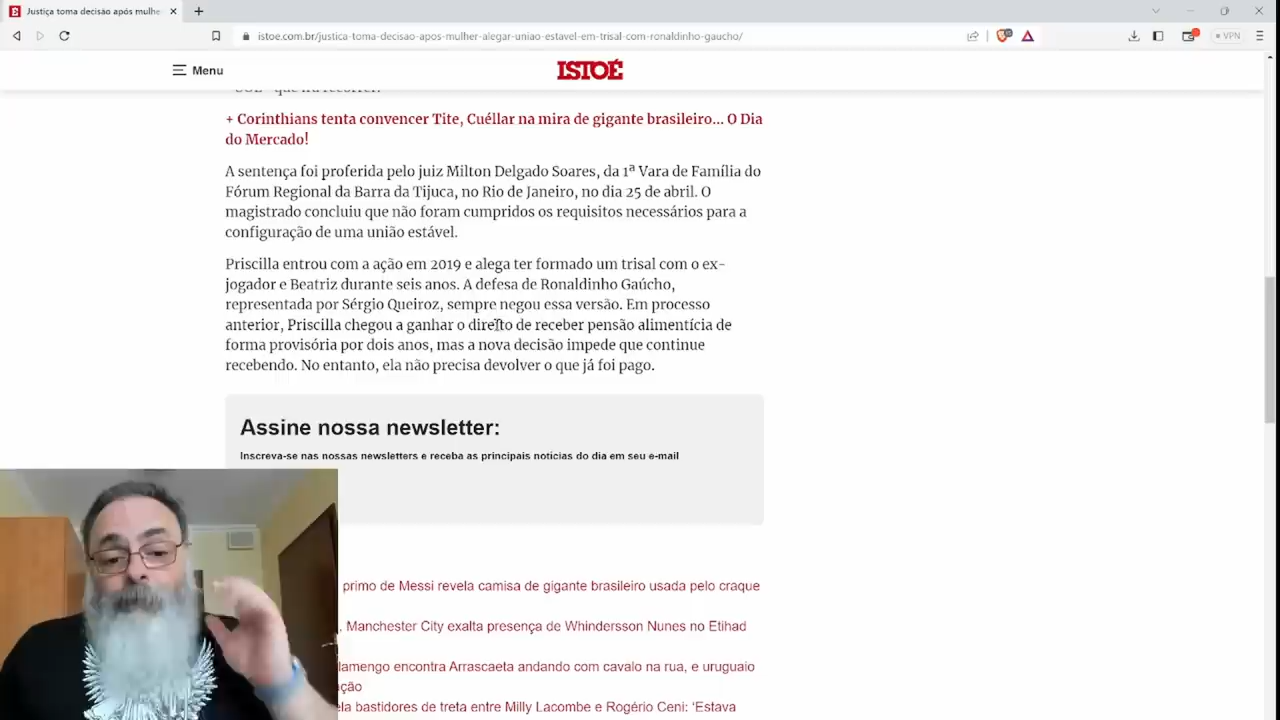 Justiça toma decisão após mulhe
istoe.com.br/justica-toma-decisao-apos-mulher-alegar-uniao-estavel-em-trisal-com-ronaldinho-gaucho/
VPN
Menu
ISTOÉ
que irá recorrer.
+ Corinthians tenta convencer Tite, Cuéllar na mira de gigante brasileiro... O Dia
do Mercado!
A sentença foi proferida pelo juiz Milton Delgado Soares, da 1ª Vara de Família do
Fórum Regional da Barra da Tijuca, no Rio de Janeiro, no dia 25 de abril. O
magistrado concluiu que não foram cumpridos os requisitos necessários para a
configuração de uma união estável.
Priscilla entrou com a ação em 2019 e alega ter formado um trisal com o ex-
jogador e Beatriz durante seis anos. A defesa de Ronaldinho Gaúcho,
representada por Sérgio Queiroz, sempre negou essa versão. Em processo
anterior, Priscilla chegou a ganhar o direito de receber pensão alimentícia de
forma provisória por dois anos, mas a nova decisão impede que continue
recebendo. No entanto, ela não precisa devolver o que já foi pago.
Assine nossa newsletter:
Inscreva-se nas nossas newsletters e receba as principais notícias do dia em seu e-mail
primo de Messi revela camisa de gigante brasileiro usada pelo craque
. Manchester City exalta presença de Whindersson Nunes no Etihad
lamengo encontra Arrascaeta andando com cavalo na rua, e uruguaio
ação
ela bastidores de treta entre Milly Lacombe e Rogério Ceni: ‘Estava